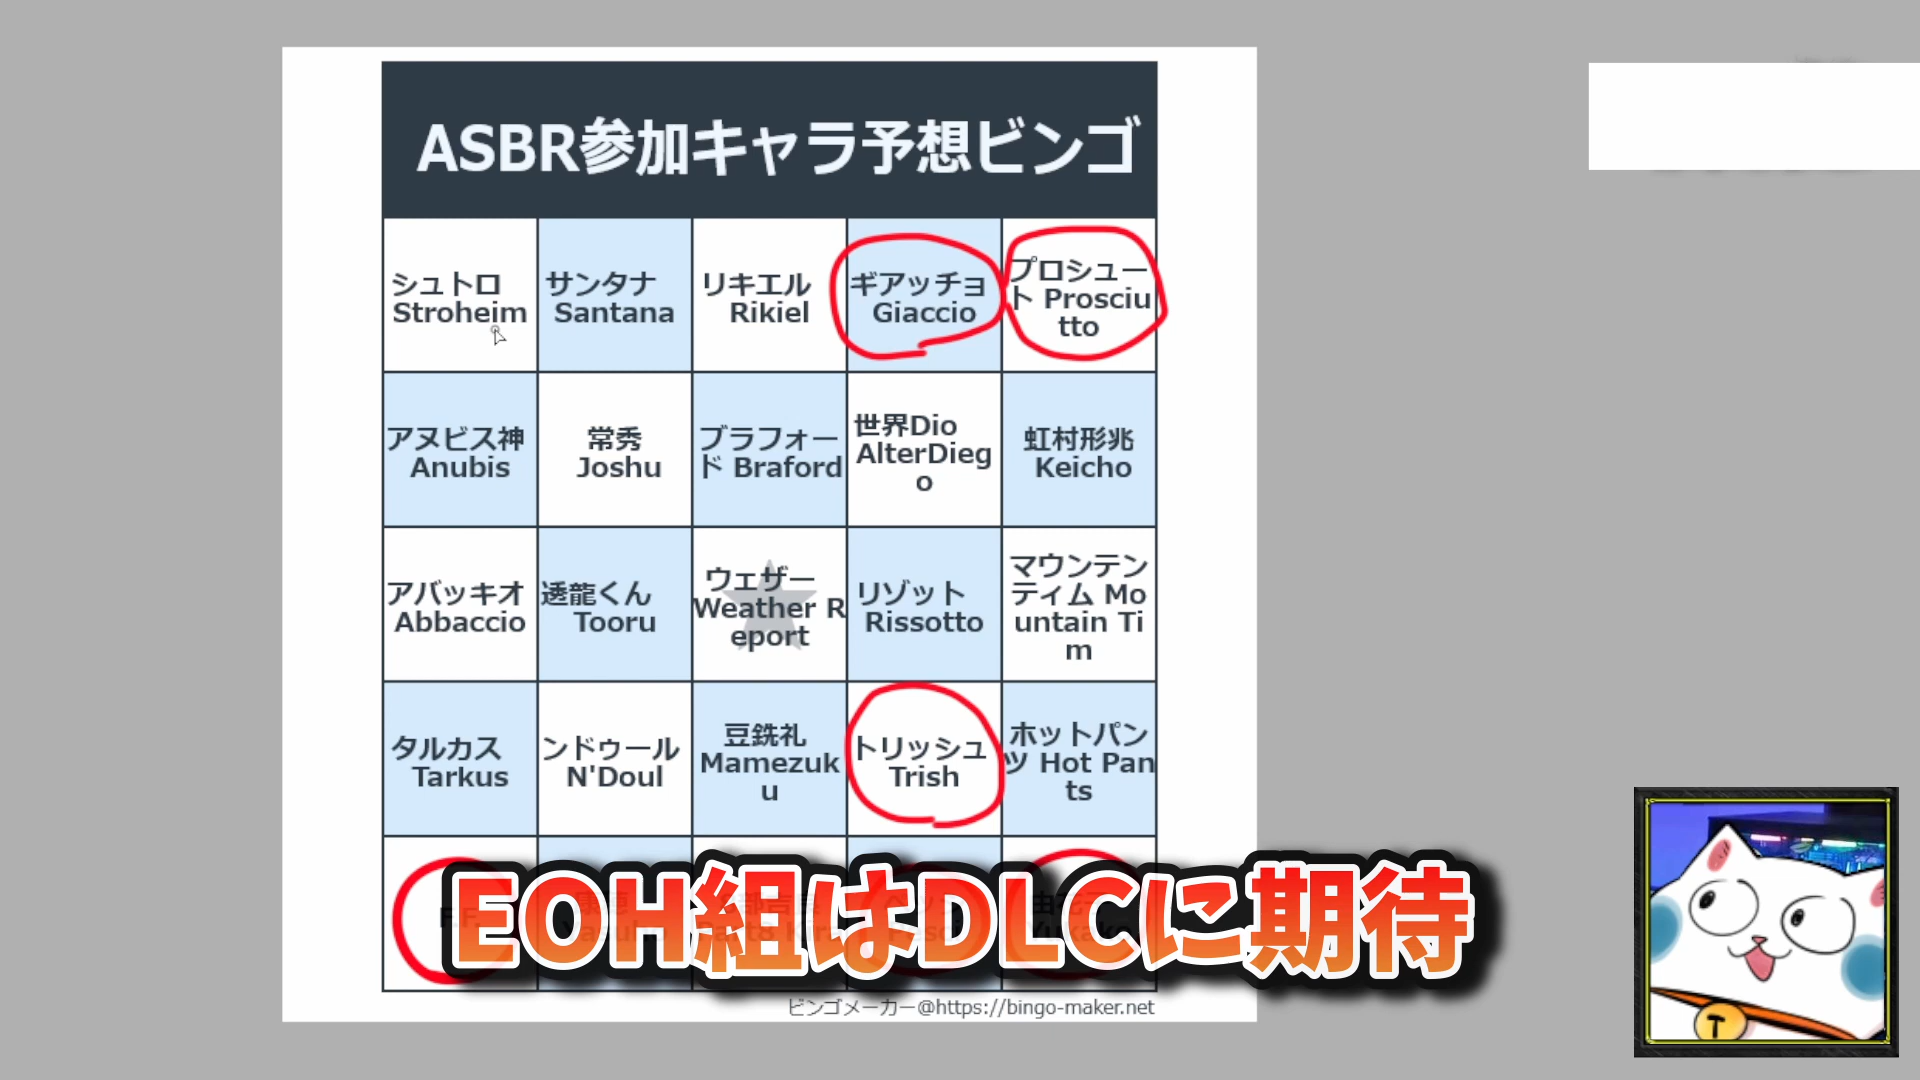 ASBR参加キャラ予想ビンゴ
シュトロ
Stroheim
サンタナ
Santana
リキエル
Rikiel
ギアッチョ
Giaccio
プロシュー
ト Prosciu
tto
アヌビス神
Anubis
常秀
Joshu
ブラフォー
ド Braford
世界Dio
AlterDieg
o
虹村形兆
Keicho
アバッキオ
Abbaccio
透龍くん
Tooru
ウェザー
Weather R
eport
リゾット
Rissotto
マウンテン
ティム Mo
untain Ti
m
タルカス
Tarkus
ンドゥール
N'Doul
豆銑礼
Mamezuk
u
トリッシュ
Trish
ホットパン
ツ Hot Pan
ts
EOH組はDLCに期待
ビンゴメーカー@https://bingo-maker.net
T